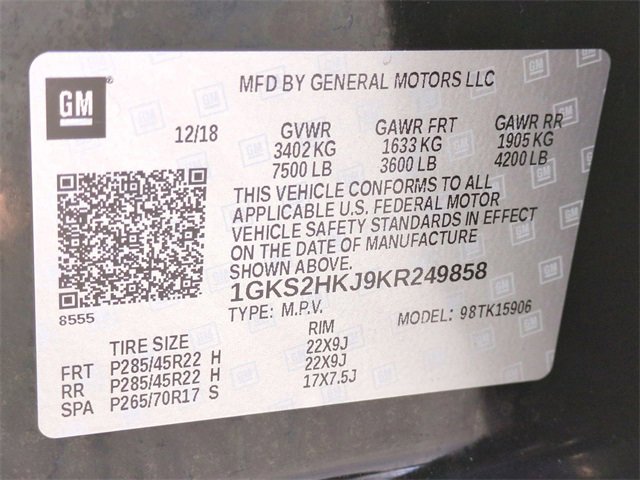 GM
MFD BY GENERAL MOTORS LLC
12/18 GVWR GAWR FRT GAWR RR
3402 KG 1633 KG 1905 KG
7500 LB 3600 LB 4200 LB
THIS VEHICLE CONFORMS TO ALL
APPLICABLE U.S. FEDERAL MOTOR
VEHICLE SAFETY STANDARDS IN EFFECT
ON THE DATE OF MANUFACTURE
SHOWN ABOVE.
1GKS2HKJ9KR249858
8555 TYPE: M.P.V. MODEL: 98TK15906
TIRE SIZE RIM
FRT P285/45R22 H 22X9J
RR P285/45R22 H 22X9J
SPA P265/70R17 S 17X7.5J